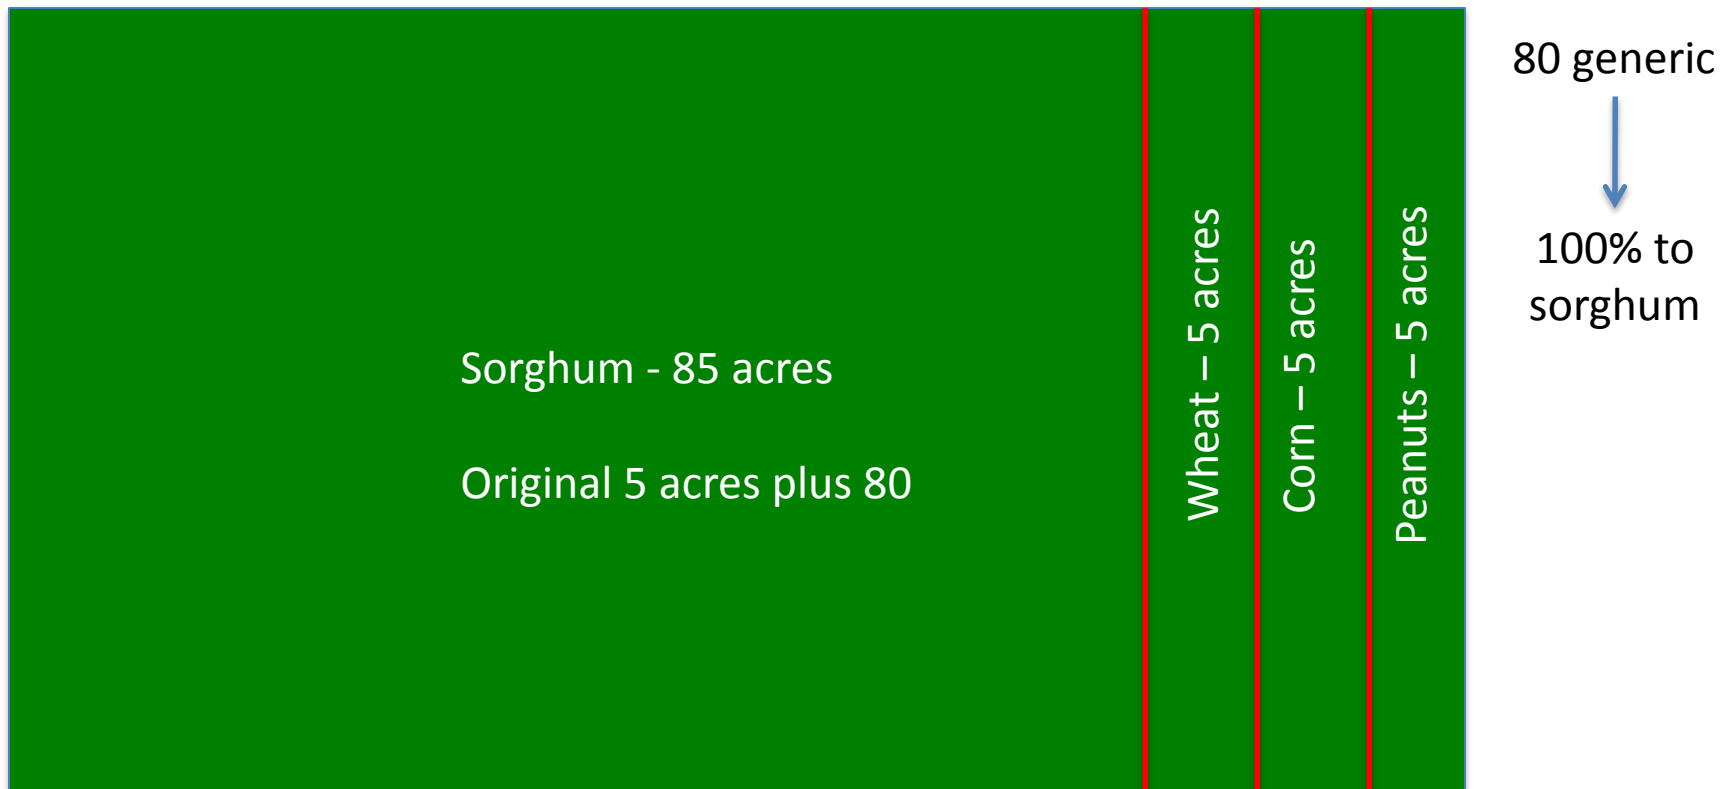 Sorghum - 85 acres
Original 5 acres plus 80
Wheat – 5 acres
Corn – 5 acres
Peanuts – 5 acres
80 generic
100% to
sorghum